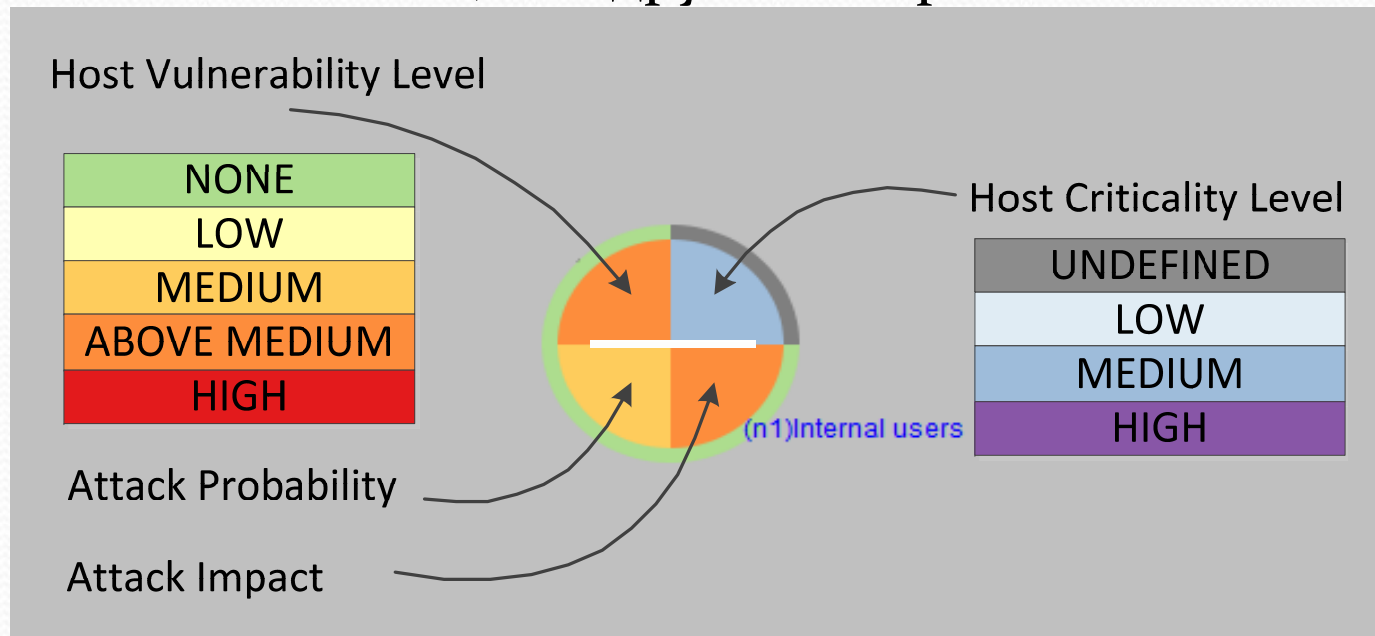 Host Vulnerability Level
NONE
LOW
MEDIUM
ABOVE MEDIUM
HIGH
Host Criticality Level
UNDEFINED
LOW
MEDIUM
HIGH
(n1)Internal users
Attack Probability
Attack Impact